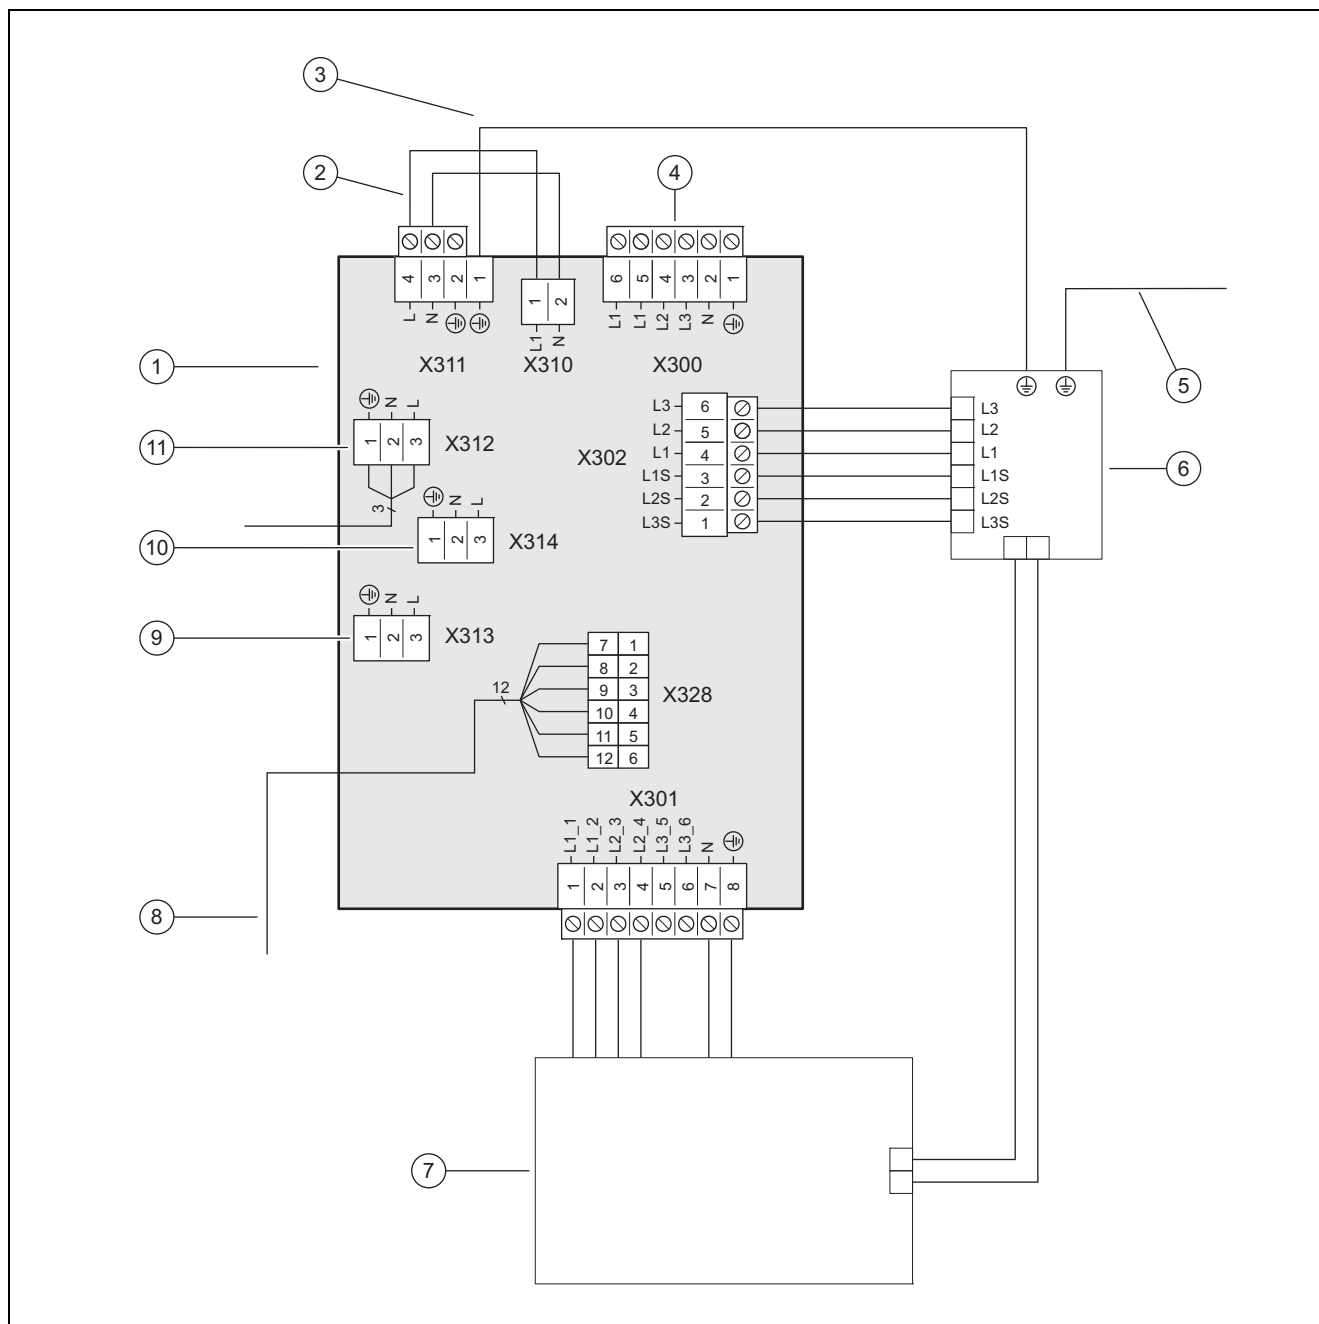 3
2
4
4 3 2 1
L N
1 2
L1 N
6 5 4 3 2 1
L1 L1 L2 L3 N
1
X311
X310
X300
5
N L
1 2 3
X312
11
3
L3 6
L2 5
L1 4
L1S 3
L2S 2
L3S 1
X302
L3
L2
L1
L1S
L2S
L3S
6
N L
1 2 3
X314
10
N L
1 2 3
X313
9
12
7 1
8 2
9 3
10 4
11 5
12 6
X328
X301
L1_1 L1_2 L2_3 L2_4 L3_5 L3_6 N
1 2 3 4 5 6 7 8
8
7